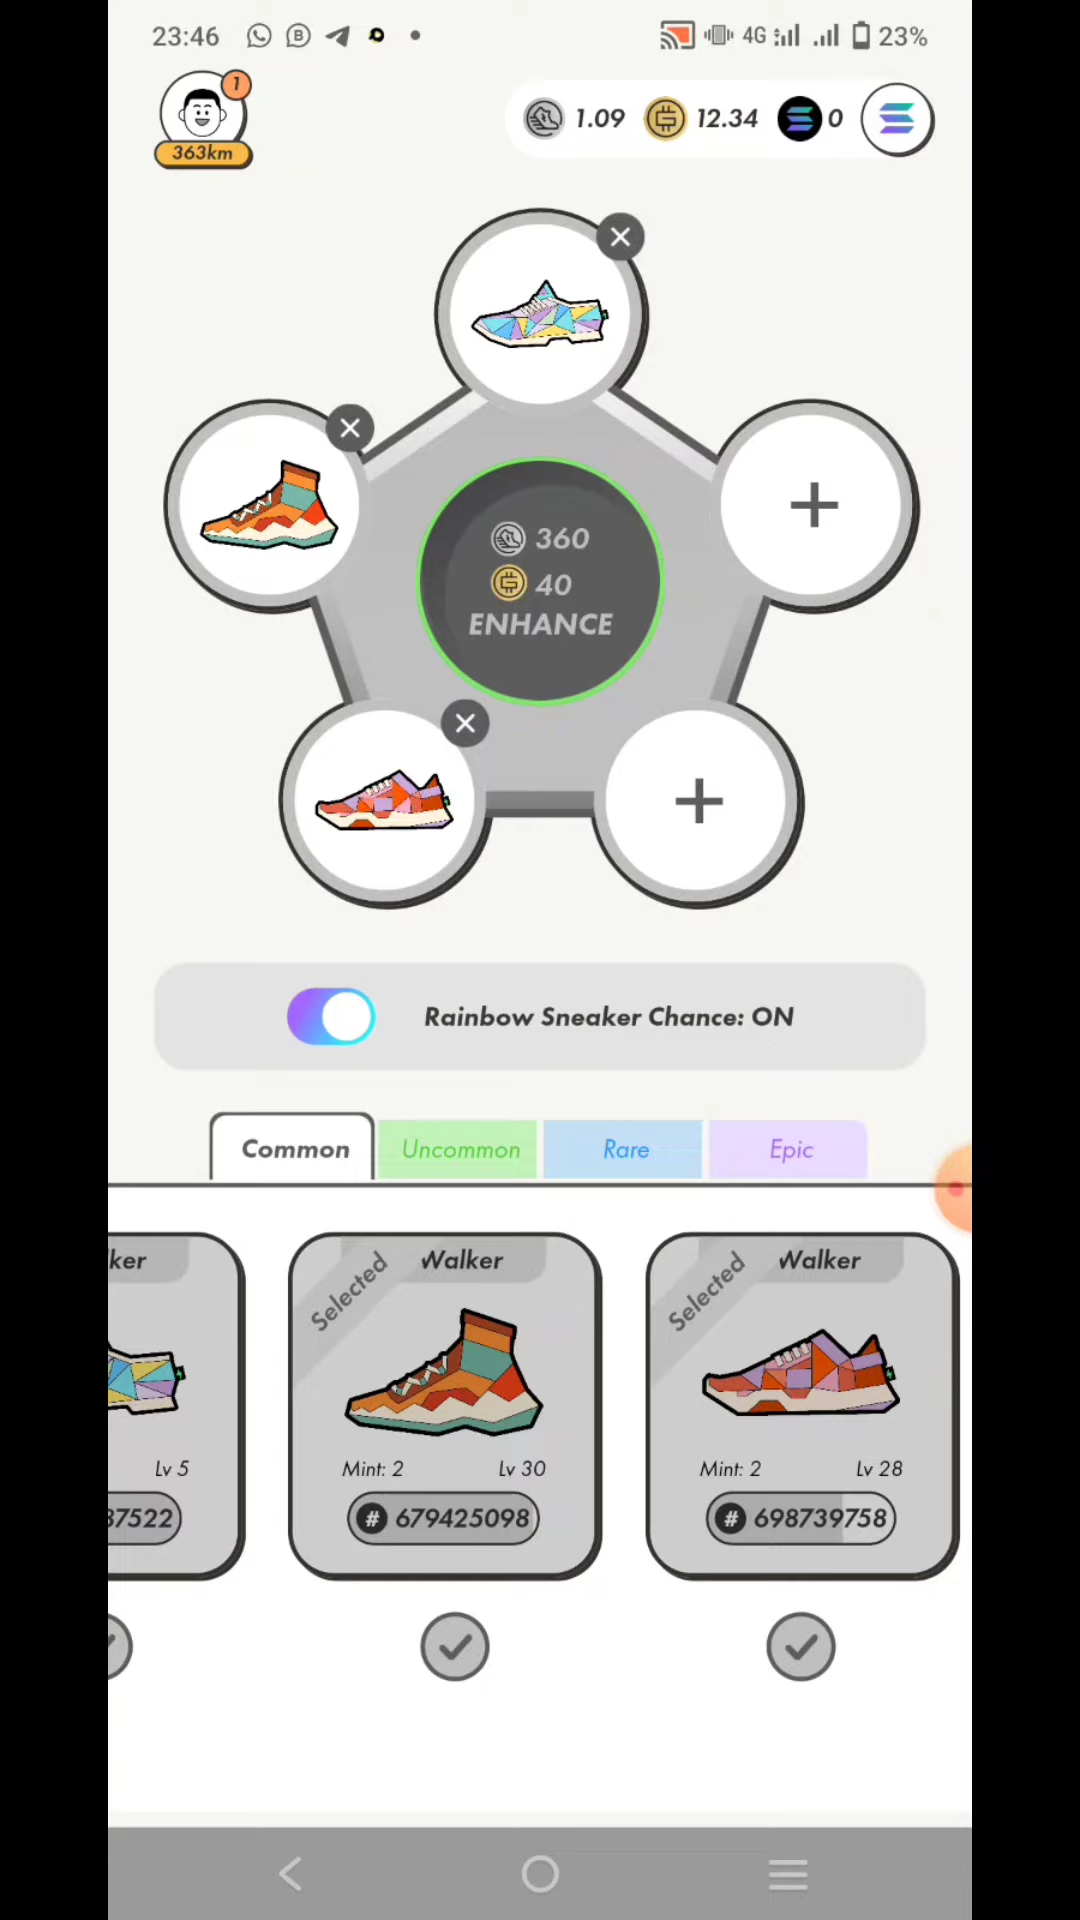 23:46 4G 23%
1
363km
1.09 12.34 0
360
40
ENHANCE
Rainbow Sneaker Chance: ON
Common Uncommon Rare Epic
ker
Lv 5
37522
Selected
Walker
Mint: 2 Lv 30
# 679425098
Selected
Walker
Mint: 2 Lv 28
# 698739758